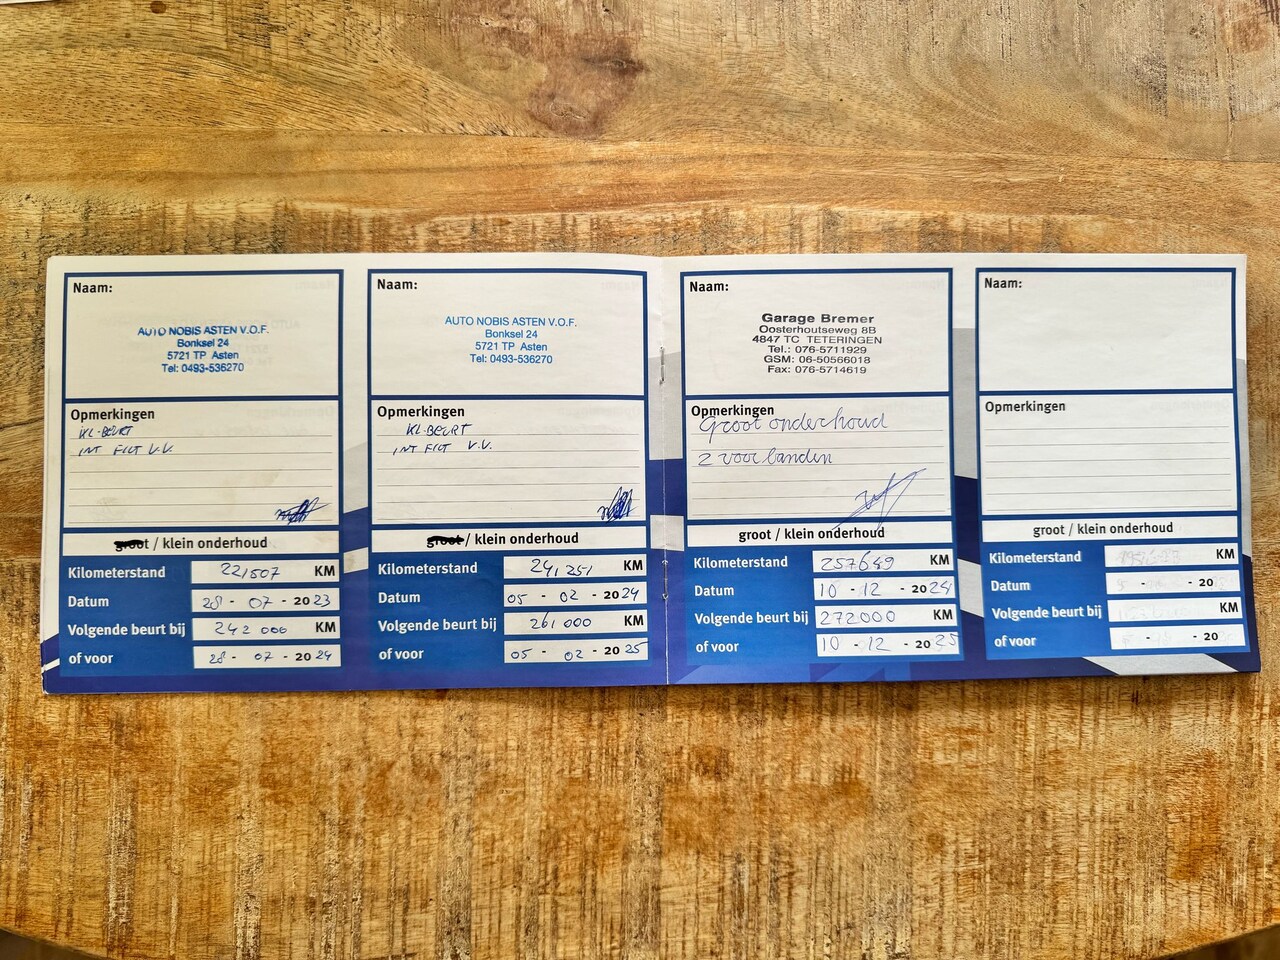 Naam:
AUTO NOBIS ASTEN V.O.F.
Bonksel 24
5721 TP Asten
Tel: 0493-536270
Opmerkingen
KL-BEURT
INT FILT V.V.
groot / klein onderhoud
Kilometerstand 221507 KM
Datum 28 - 07 - 2023
Volgende beurt bij 242 000 KM
of voor 28 - 07 - 2024
Naam:
AUTO NOBIS ASTEN V.O.F.
Bonksel 24
5721 TP Asten
Tel: 0493-536270
Opmerkingen
KL-BEURT
INT FILT V.V.
groot / klein onderhoud
Kilometerstand 241251 KM
Datum 05 - 02 - 2024
Volgende beurt bij 261000 KM
of voor 05 - 02 - 2025
Naam:
Garage Bremer
Oosterhoutseweg 8B
4847 TC TETERINGEN
Tel.: 076-5711929
GSM: 06-50566018
Fax: 076-5714619
Opmerkingen
Groot onderhoud
2 voor banden
groot / klein onderhoud
Kilometerstand 257649 KM
Datum 10 - 12 - 2024
Volgende beurt bij 272000 KM
of voor 10 - 12 - 2025
Naam:
Opmerkingen
groot / klein onderhoud
Kilometerstand KM
Datum - - 20
Volgende beurt bij KM
of voor - - 20